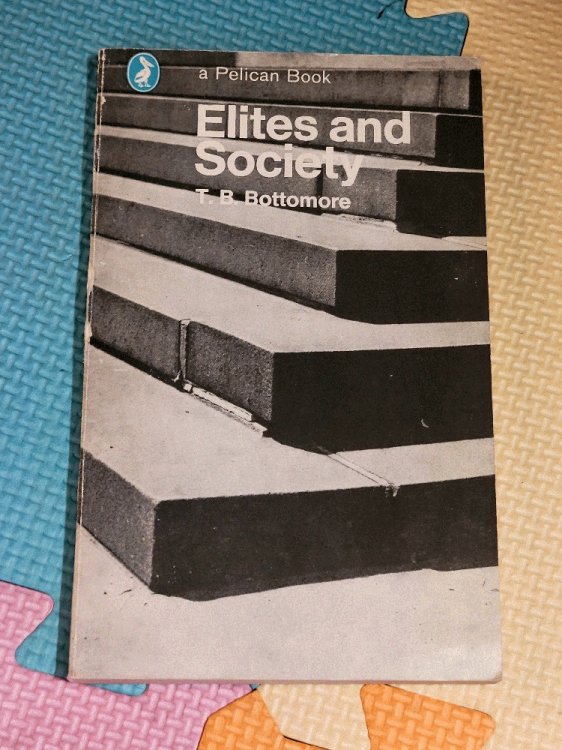 a Pelican Book
Elites and
Society
T. B. Bottomore